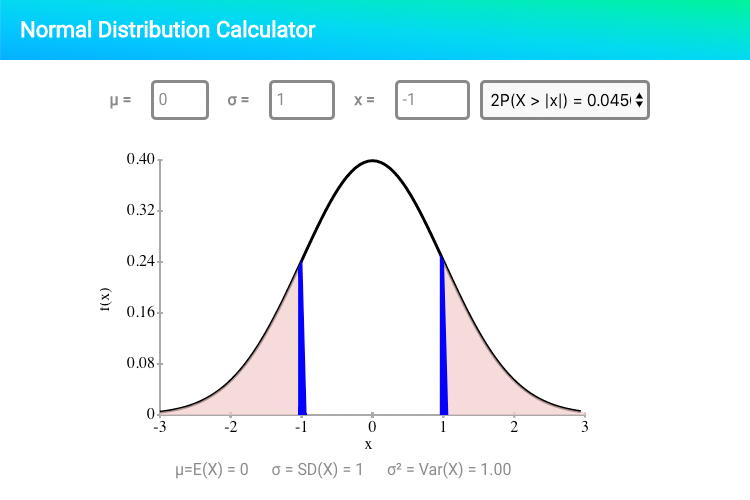 Normal Distribution Calculator
μ = 0 σ = 1 x = -1 2P(X > |x|) = 0.045
0.40
0.32
0.24
f(x)
0.16
0.08
0
-3 -2 -1 0 1 2 3
x
μ=E(X) = 0 σ = SD(X) = 1 σ² = Var(X) = 1.00